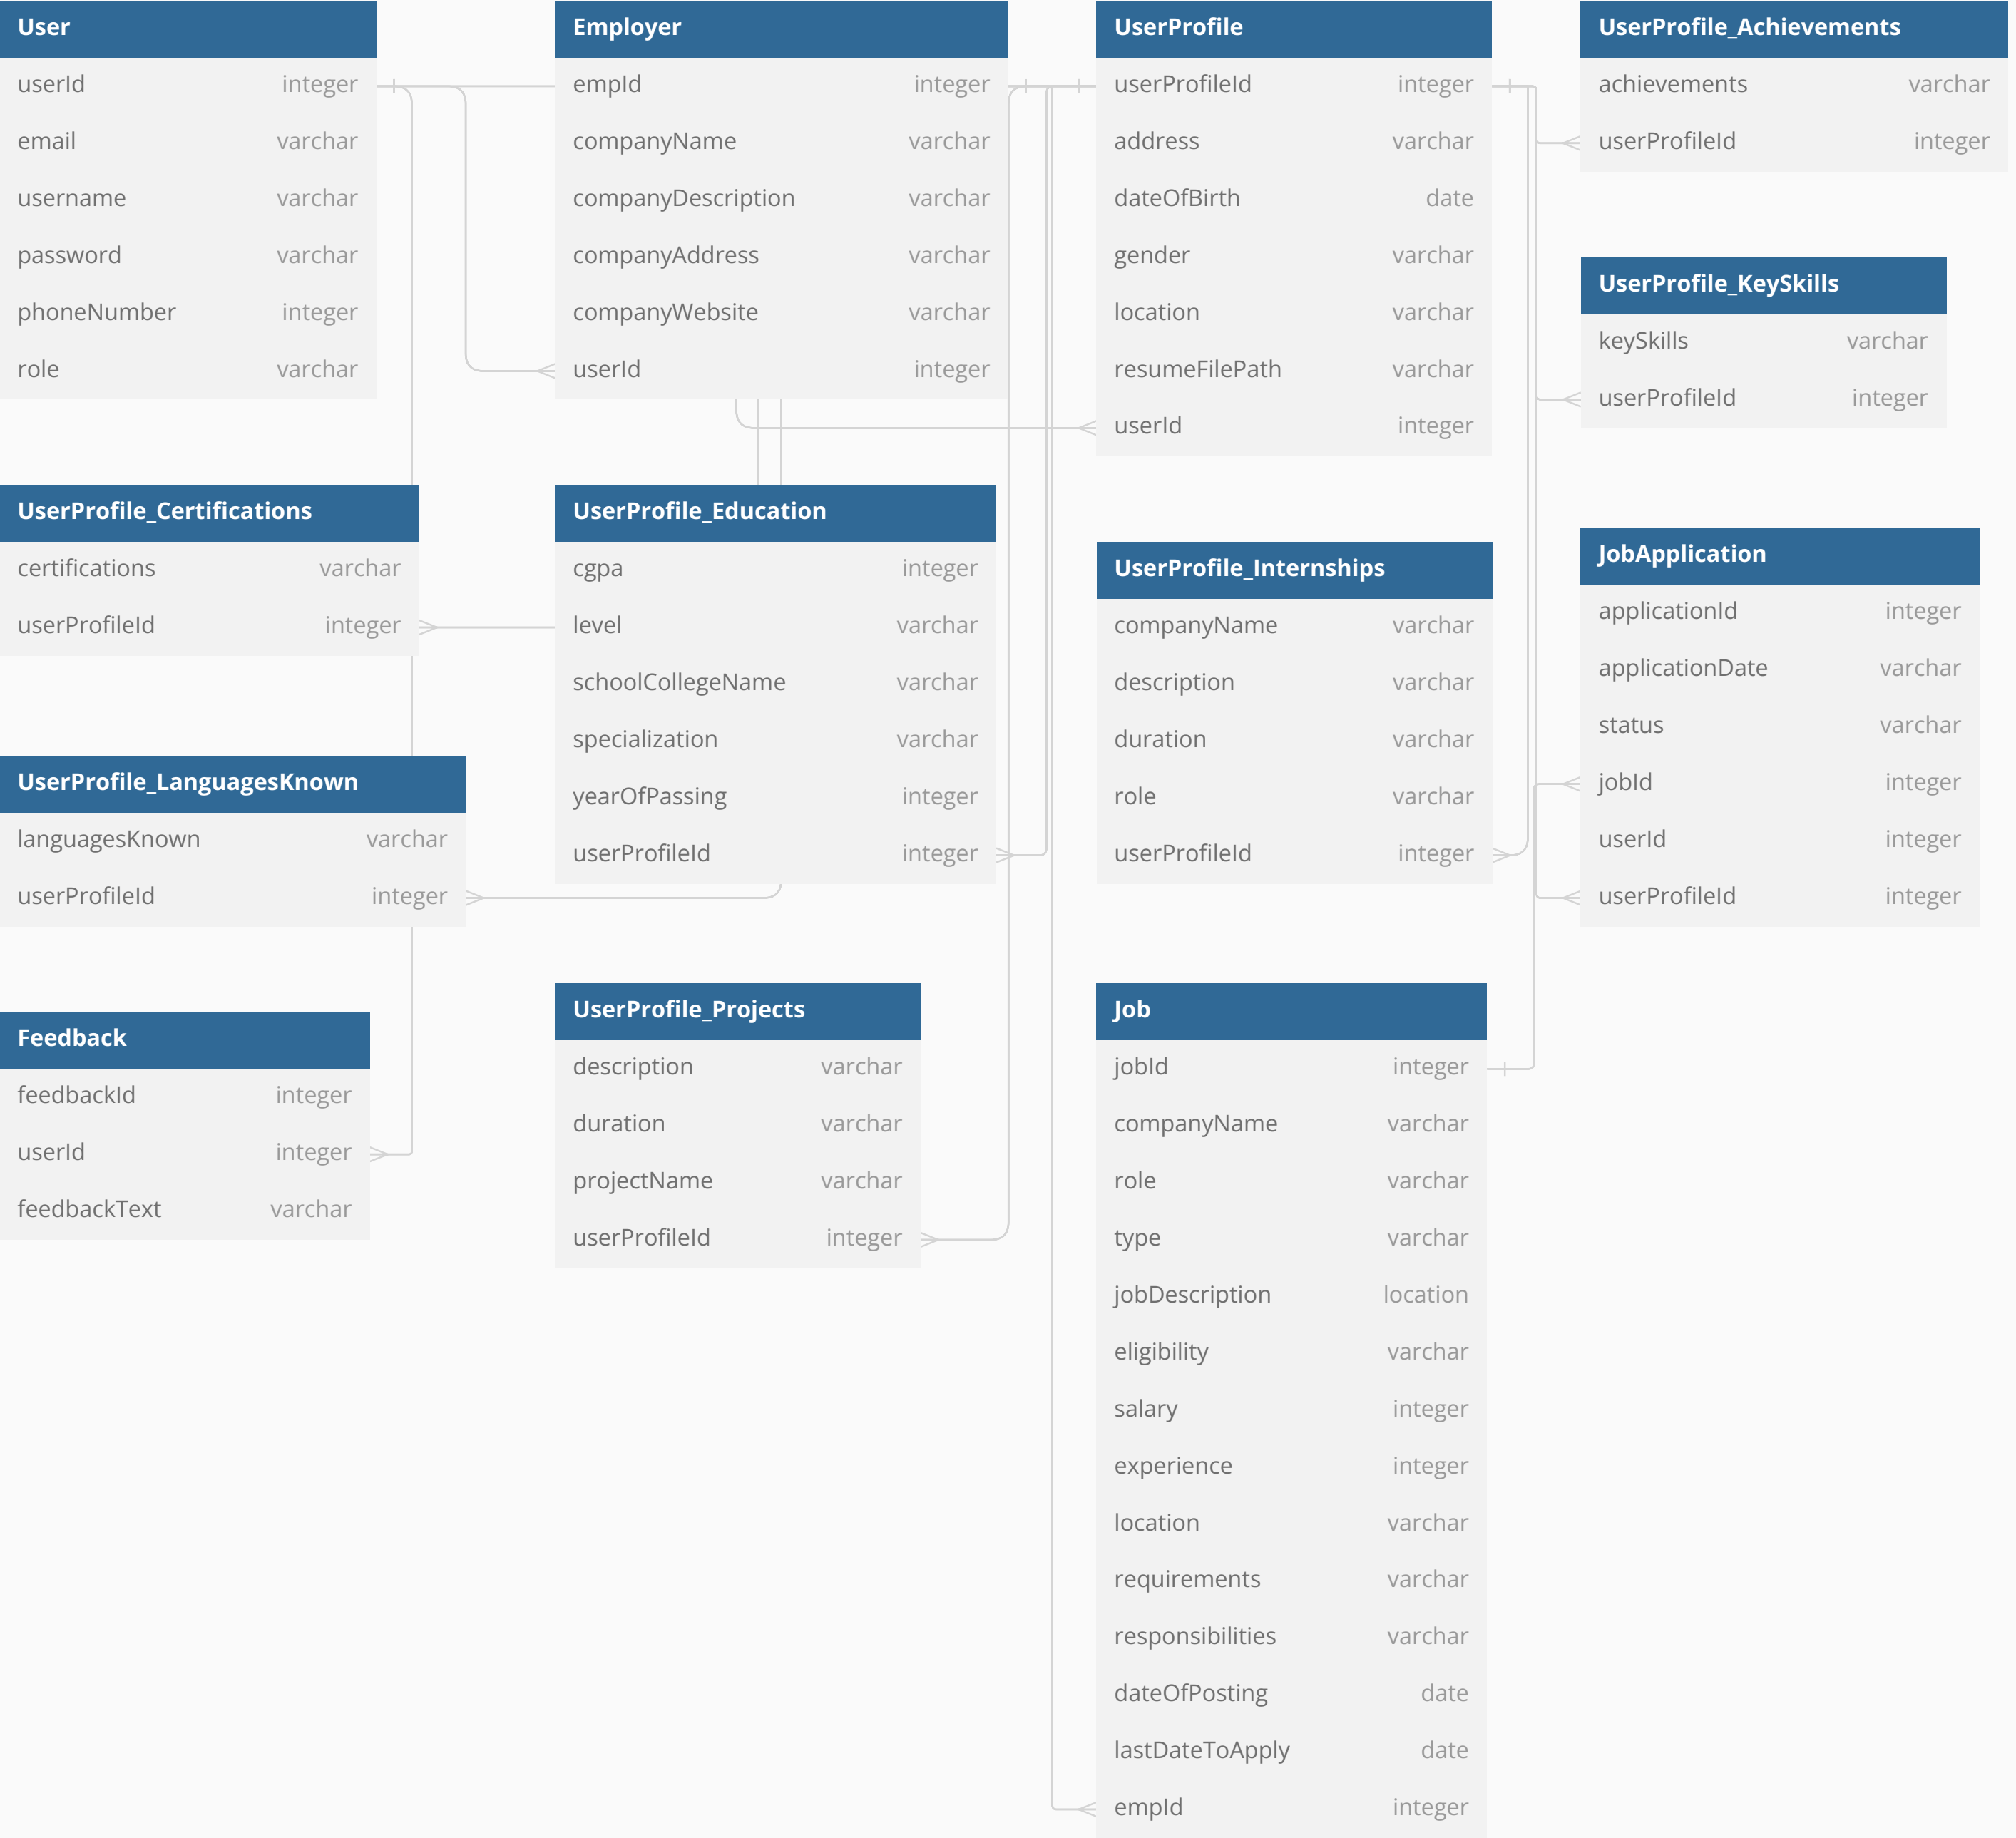 User
userId integer
email varchar
username varchar
password varchar
phoneNumber integer
role varchar
Employer
empId integer
companyName varchar
companyDescription varchar
companyAddress varchar
companyWebsite varchar
userId integer
UserProfile
userProfileId integer
address varchar
dateOfBirth date
gender varchar
location varchar
resumeFilePath varchar
userId integer
UserProfile_Achievements
achievements varchar
userProfileId integer
UserProfile_KeySkills
keySkills varchar
userProfileId integer
UserProfile_Certifications
certifications varchar
userProfileId integer
UserProfile_Education
cgpa integer
level varchar
schoolCollegeName varchar
specialization varchar
yearOfPassing integer
userProfileId integer
UserProfile_Internships
companyName varchar
description varchar
duration varchar
role varchar
userProfileId integer
JobApplication
applicationId integer
applicationDate varchar
status varchar
jobId integer
userId integer
userProfileId integer
UserProfile_LanguagesKnown
languagesKnown varchar
userProfileId integer
Feedback
feedbackId integer
userId integer
feedbackText varchar
UserProfile_Projects
description varchar
duration varchar
projectName varchar
userProfileId integer
Job
jobId integer
companyName varchar
role varchar
type varchar
jobDescription location
eligibility varchar
salary integer
experience integer
location varchar
requirements varchar
responsibilities varchar
dateOfPosting date
lastDateToApply date
empId integer